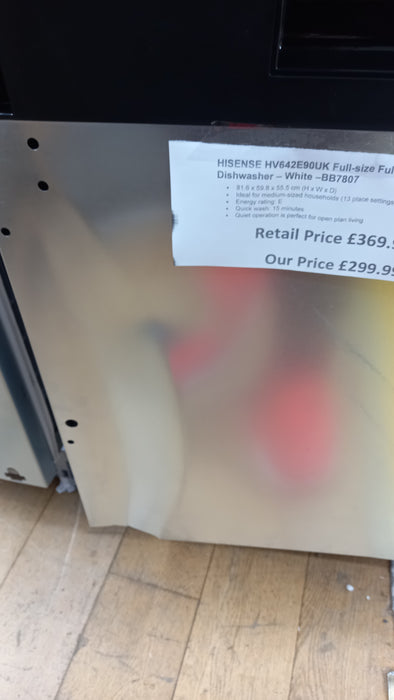 HISENSE HV642E90UK Full-size Ful
Dishwasher – White –BB7807
• 81.8 x 59.8 x 55.5 cm (H x W x D)
• Ideal for medium-sized households (13 place settings
• Energy rating: E
• Quick wash: 15 minutes
• Quiet operation is perfect for open plan living
Retail Price £369.
Our Price £299.99